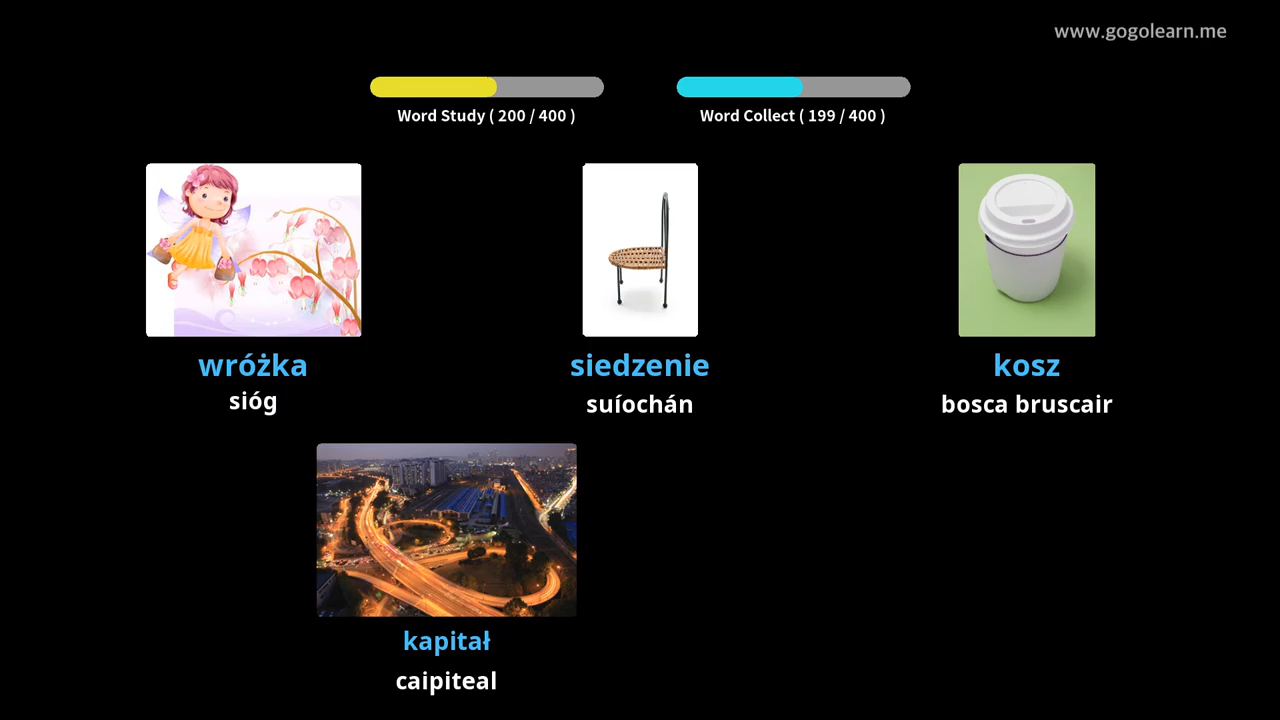 www.gogolearn.me
Word Study ( 200 / 400 )
Word Collect ( 199 / 400 )
wróżka
sióg
siedzenie
suíochán
kosz
bosca bruscair
kapitał
caipiteal